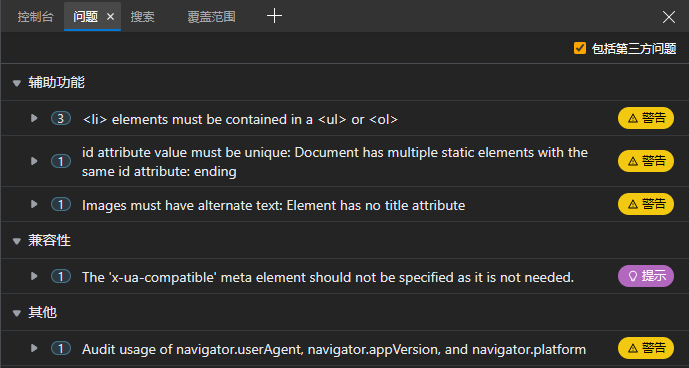 控制台 问题 搜索 覆盖范围
包括第三方问题
辅助功能
3 <li> elements must be contained in a <ul> or <ol> 警告
1 id attribute value must be unique: Document has multiple static elements with the 警告
same id attribute: ending
1 Images must have alternate text: Element has no title attribute 警告
兼容性
1 The 'x-ua-compatible' meta element should not be specified as it is not needed. 提示
其他
1 Audit usage of navigator.userAgent, navigator.appVersion, and navigator.platform 警告